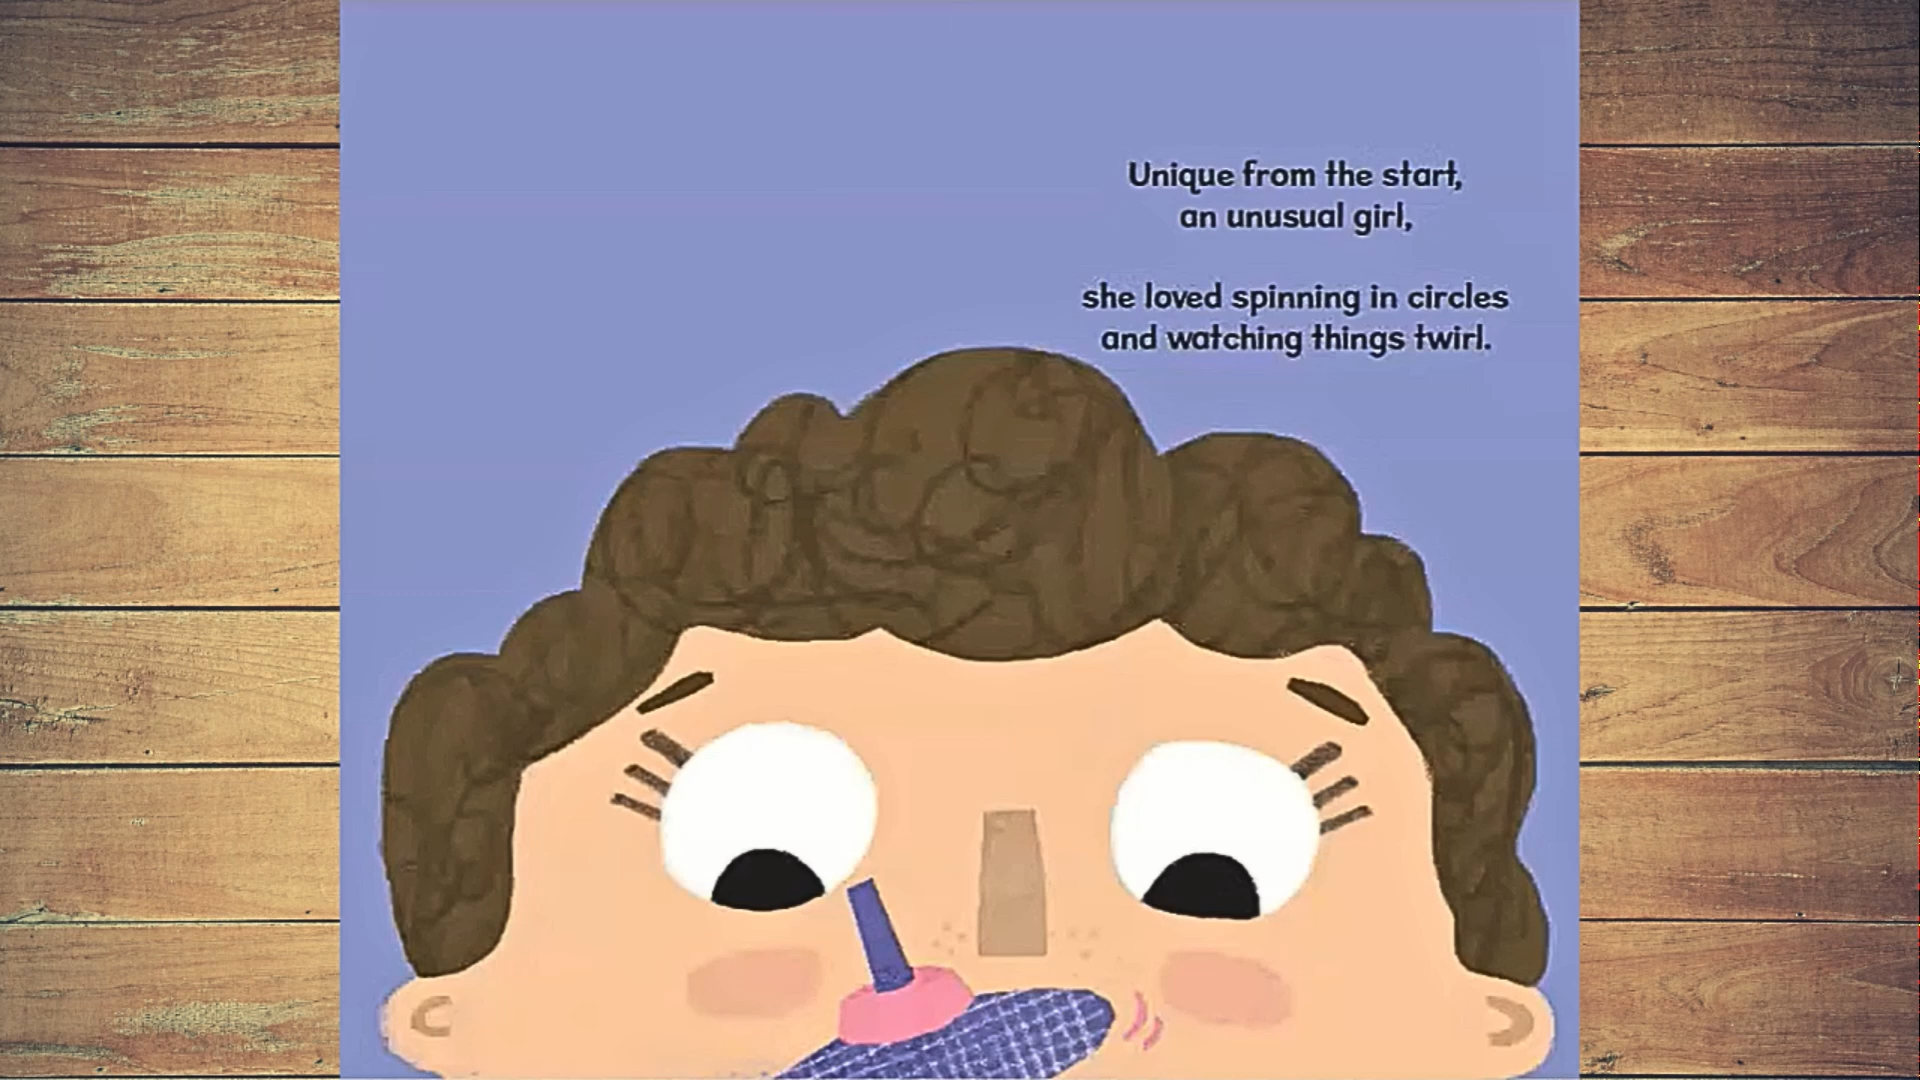 Unique from the start,
an unusual girl,
she loved spinning in circles
and watching things twirl.